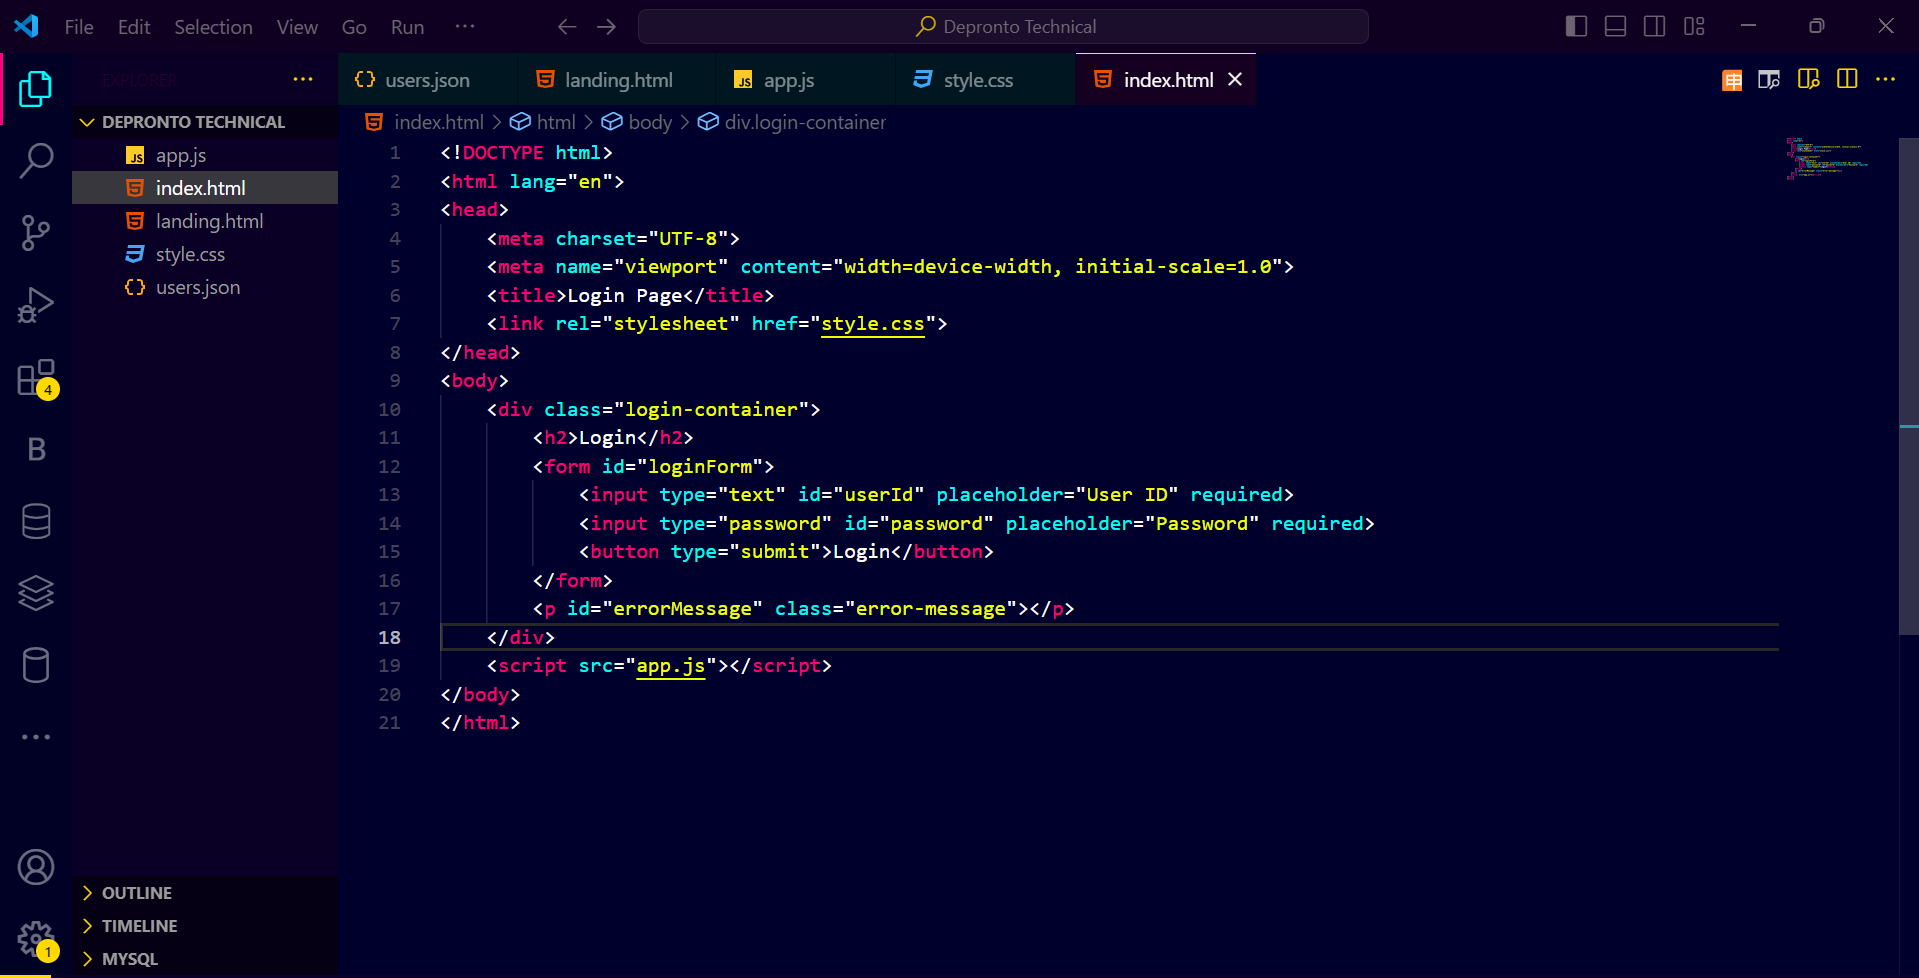 File Edit Selection View Go Run ··· Depronto Technical
EXPLORER ···
DEPRONTO TECHNICAL
app.js
index.html
landing.html
style.css
users.json
4
B
OUTLINE
TIMELINE
MYSQL
1
users.json landing.html app.js style.css index.html
index.html > html > body > div.login-container
1 <!DOCTYPE html>
2 <html lang="en">
3 <head>
4 <meta charset="UTF-8">
5 <meta name="viewport" content="width=device-width, initial-scale=1.0">
6 <title>Login Page</title>
7 <link rel="stylesheet" href="style.css">
8 </head>
9 <body>
10 <div class="login-container">
11 <h2>Login</h2>
12 <form id="loginForm">
13 <input type="text" id="userId" placeholder="User ID" required>
14 <input type="password" id="password" placeholder="Password" required>
15 <button type="submit">Login</button>
16 </form>
17 <p id="errorMessage" class="error-message"></p>
18 </div>
19 <script src="app.js"></script>
20 </body>
21 </html>